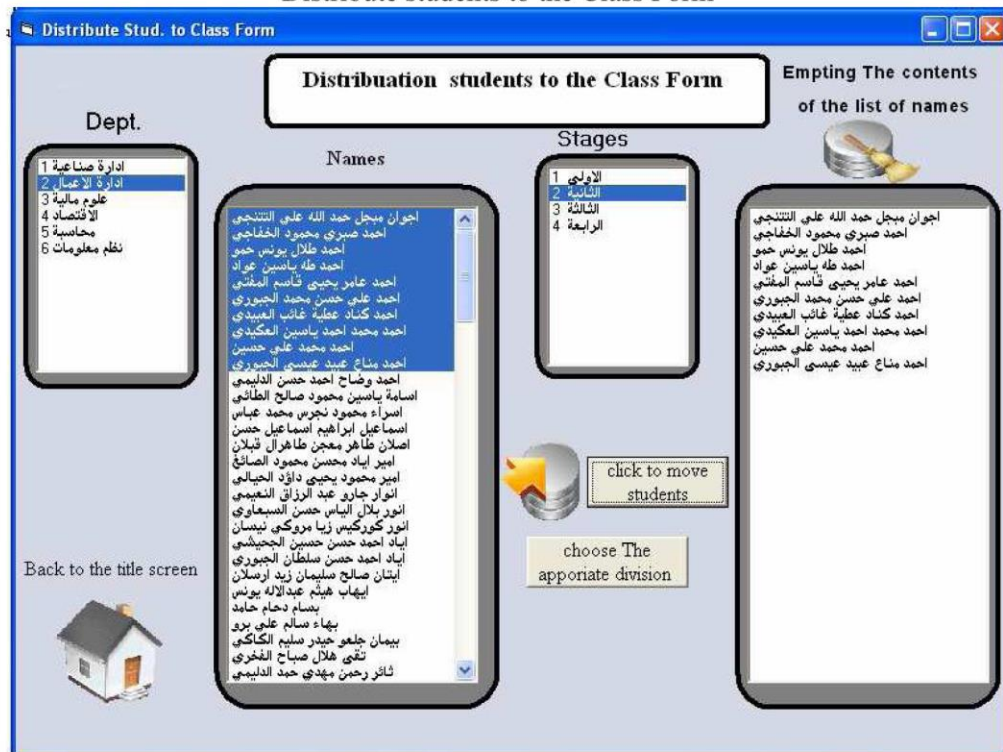 Distribute Stud. to Class Form
Distribuation students to the Class Form
Empting The contents
of the list of names
Dept.
1 ادارة صناعية
2 ادارة الاعمال
3 علوم مالية
4 الاقتصاد
5 محاسبة
6 نظم معلومات
Names
اجوان مبجل حمد الله علي التتنجي
احمد صبري محمود الخفاجي
احمد طلال يونس حمو
احمد طه ياسين عواد
احمد عامر يحيى قاسم المفتي
احمد علي حسن محمد الجبوري
احمد كناد عطية غائب العبيدي
احمد محمد احمد ياسين العكيدي
احمد محمد علي حسين
احمد مناع عبيد عيسى الجبوري
احمد وضاح احمد حسن الدليمي
اسامة ياسين محمود صالح الطائي
اسراء محمود نجرس محمد عباس
اسماعيل ابراهيم اسماعيل حسن
اصلان طاهر معجن طاهرال قبلان
امير اياد محسن محمود الصائغ
امير محمود يحيى داؤد الحيالي
انوار جارو عبد الرزاق النعيمي
انور بلال الياس حسن السبعاوي
انور كوركيس زيا مروكي نيسان
اياد احمد حسن حسين الجحيشي
اياد احمد حسن سلطان الجبوري
ايتان صالح سليمان زيد ارسلان
ايهاب هيثم عبدالاله يونس
بسام دحام حامد
بهاء سالم علي برو
بيمان جلعو حيدر سليم الكاكي
تقى هلال صباح الفخري
ثائر رحمن مهدي حمد الدليمي
Stages
1 الاولى
2 الثانية
3 الثالثة
4 الرابعة
click to move
students
choose The
apporiate division
اجوان مبجل حمد الله علي التتنجي
احمد صبري محمود الخفاجي
احمد طلال يونس حمو
احمد طه ياسين عواد
احمد عامر يحيى قاسم المفتي
احمد علي حسن محمد الجبوري
احمد كناد عطية غائب العبيدي
احمد محمد احمد ياسين العكيدي
احمد محمد علي حسين
احمد مناع عبيد عيسى الجبوري
Back to the title screen